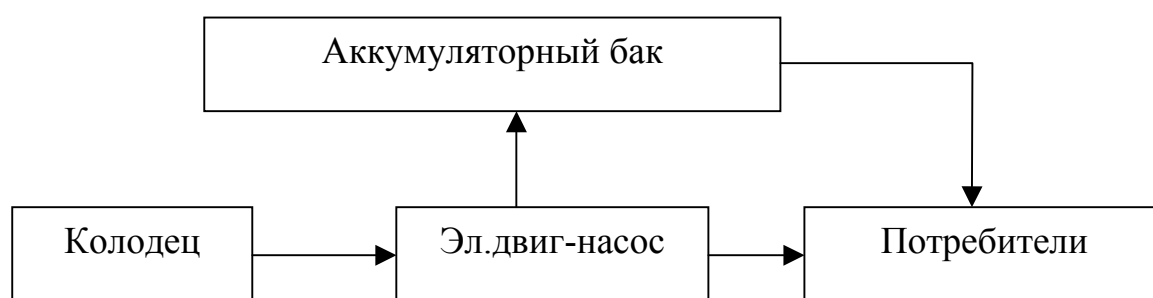 Аккумуляторный бак
Колодец
Эл.двиг-насос
Потребители